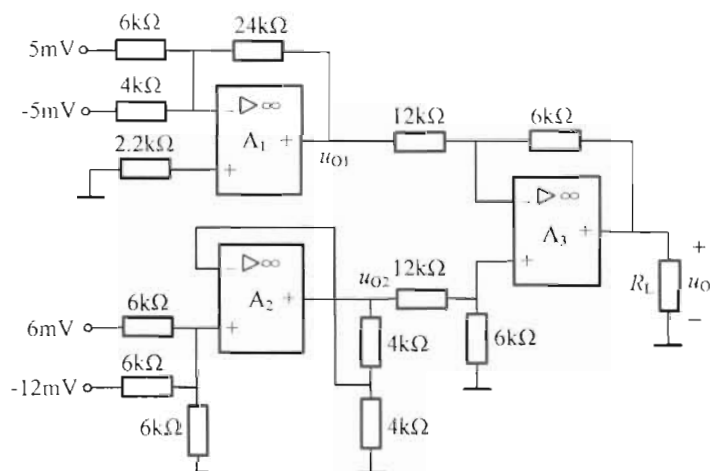 6kΩ
24kΩ
5mV
4kΩ
-5mV
- ▷ ∞
2.2kΩ
A₁ +
+
u_O1
12kΩ
6kΩ
- ▷ ∞
A₃ +
+
+
R_L u_O
-
- ▷ ∞
A₂ +
+
u_O2
12kΩ
6kΩ
6mV
4kΩ
6kΩ
6kΩ
-12mV
6kΩ
4kΩ